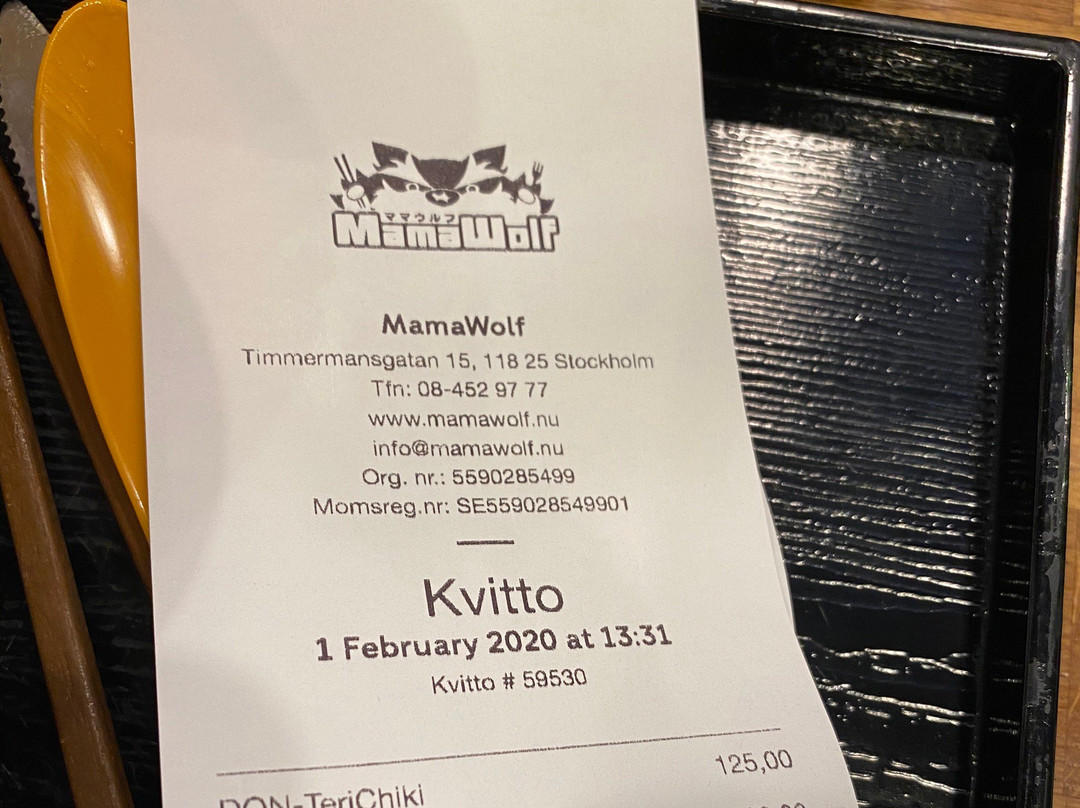 ママウルフ
MamaWolf
MamaWolf
Timmermansgatan 15, 118 25 Stockholm
Tfn: 08-452 97 77
www.mamawolf.nu
info@mamawolf.nu
Org. nr.: 5590285499
Momsreg.nr: SE559028549901
Kvitto
1 February 2020 at 13:31
Kvitto # 59530
DON-TeriChiki 125,00